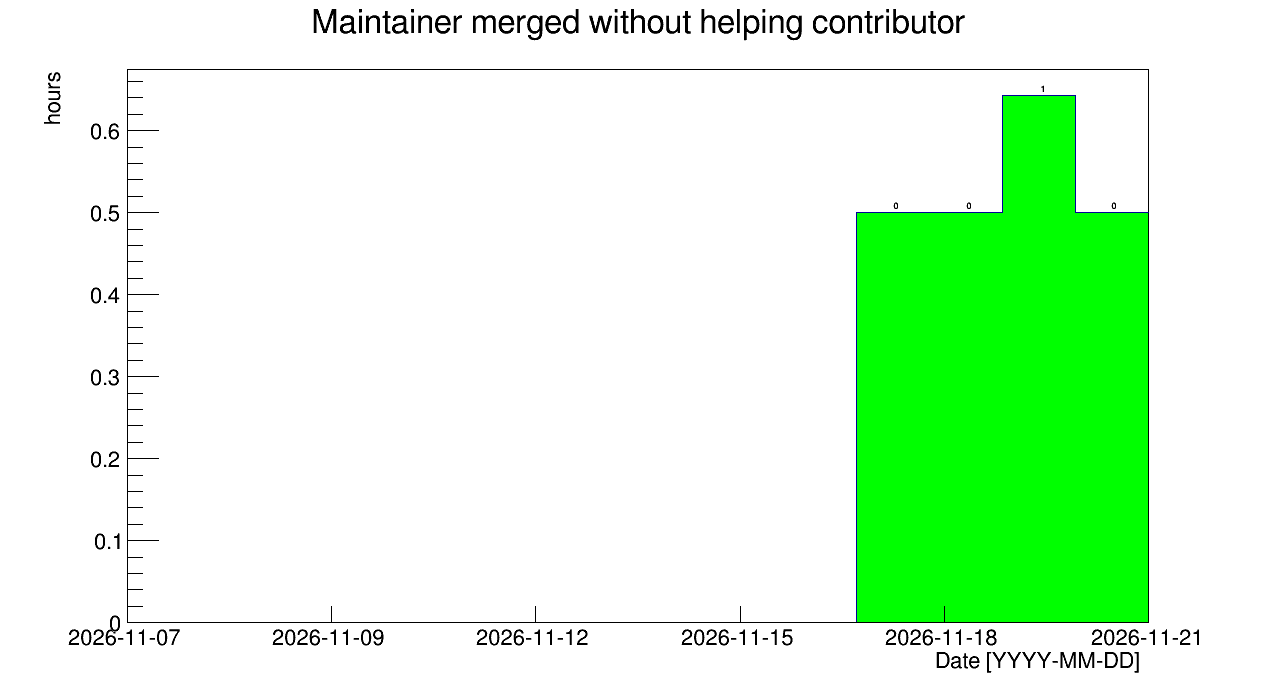 Maintainer merged without helping contributor
hours
0.6
0.5
0.4
0.3
0.2
0.1
0
0 0 1 0
2026-11-07 2026-11-09 2026-11-12 2026-11-15 2026-11-18 2026-11-21
Date [YYYY-MM-DD]